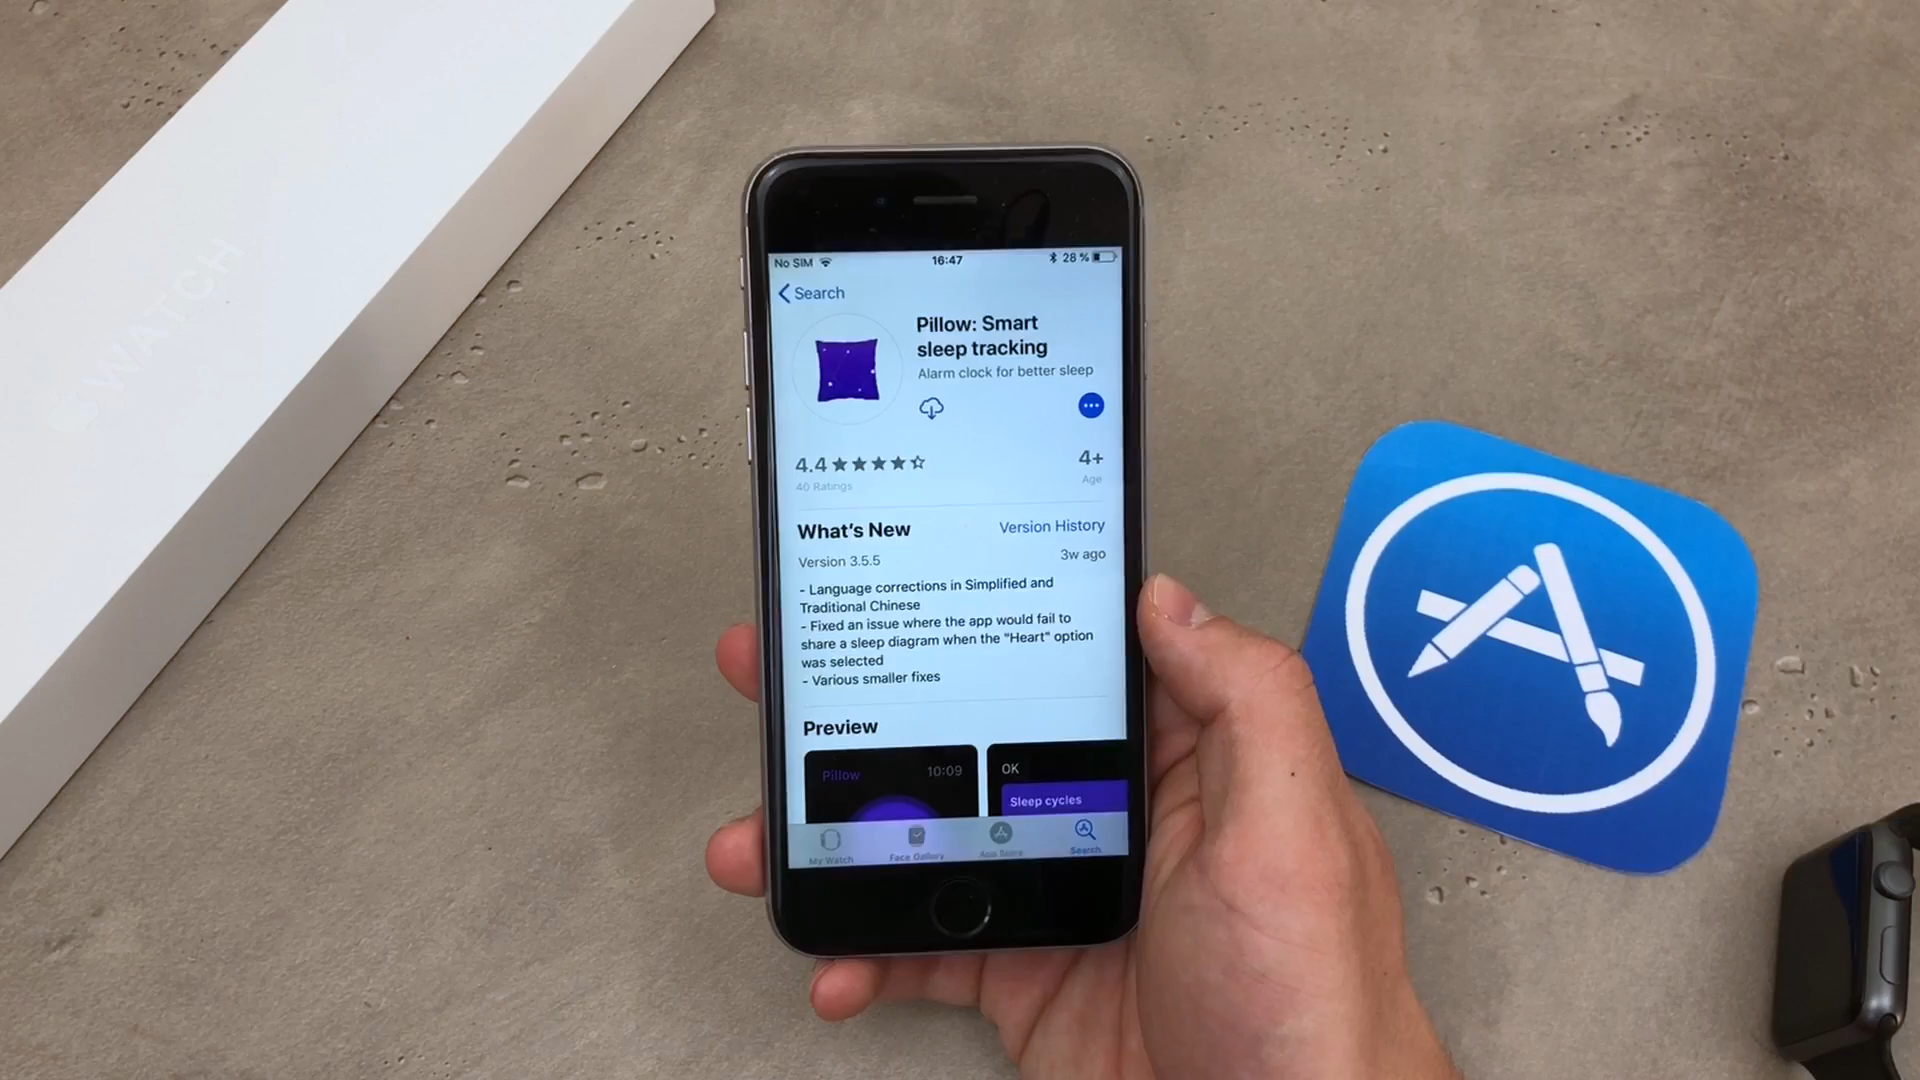 WATCH
No SIM
16:47
28 %
Search
Pillow: Smart
sleep tracking
Alarm clock for better sleep
4.4
4+
40 Ratings
Age
What's New
Version History
Version 3.5.5
3w ago
- Language corrections in Simplified and
Traditional Chinese
- Fixed an issue where the app would fail to
share a sleep diagram when the "Heart" option
was selected
- Various smaller fixes
Preview
Pillow
10:09
OK
Sleep cycles
My Watch
Face Gallery
App Store
Search